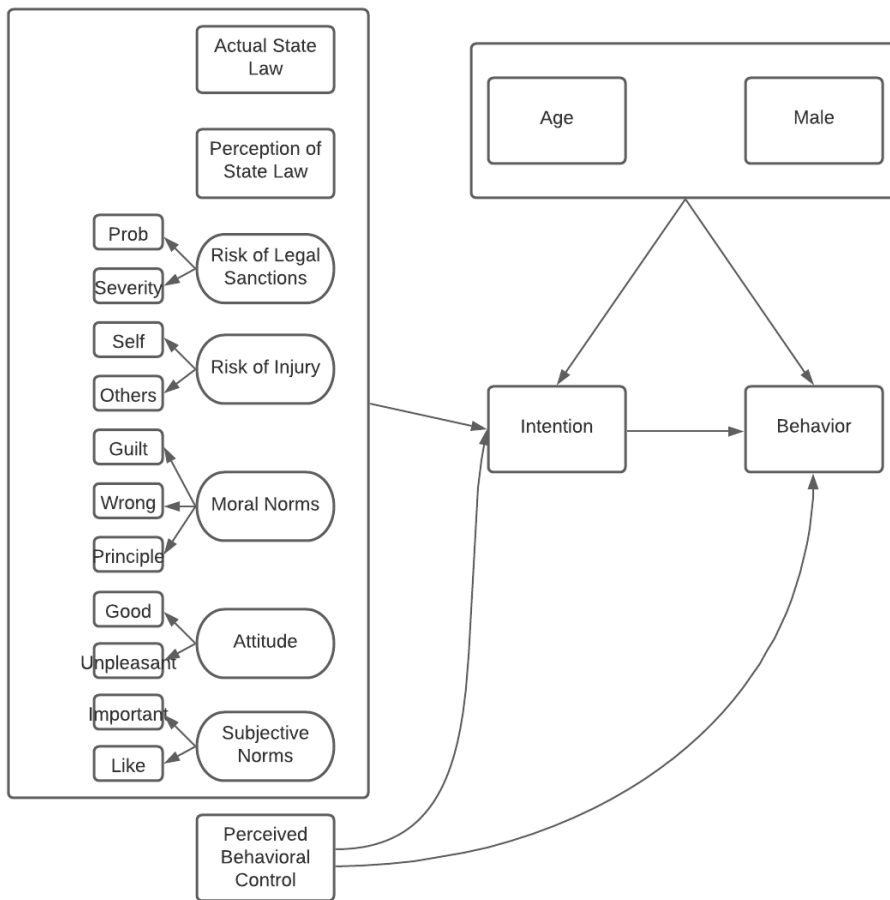 Actual State
Law
Perception of
State Law
Prob
Severity
Risk of Legal
Sanctions
Self
Others
Risk of Injury
Guilt
Wrong
Principle
Moral Norms
Good
Unpleasant
Attitude
Important
Like
Subjective
Norms
Perceived
Behavioral
Control
Age
Male
Intention
Behavior